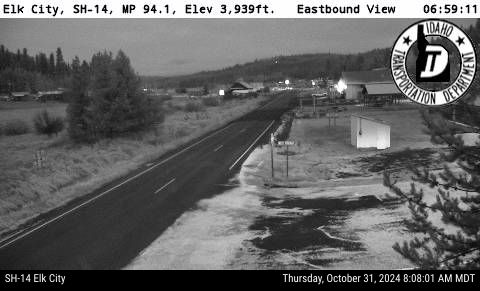 Elk City, SH-14, MP 94.1, Elev 3,939ft. Eastbound View 06:59:11
IDAHO
TRANSPORTATION DEPARTMENT
SH-14 Elk City Thursday, October 31, 2024 8:08:01 AM MDT